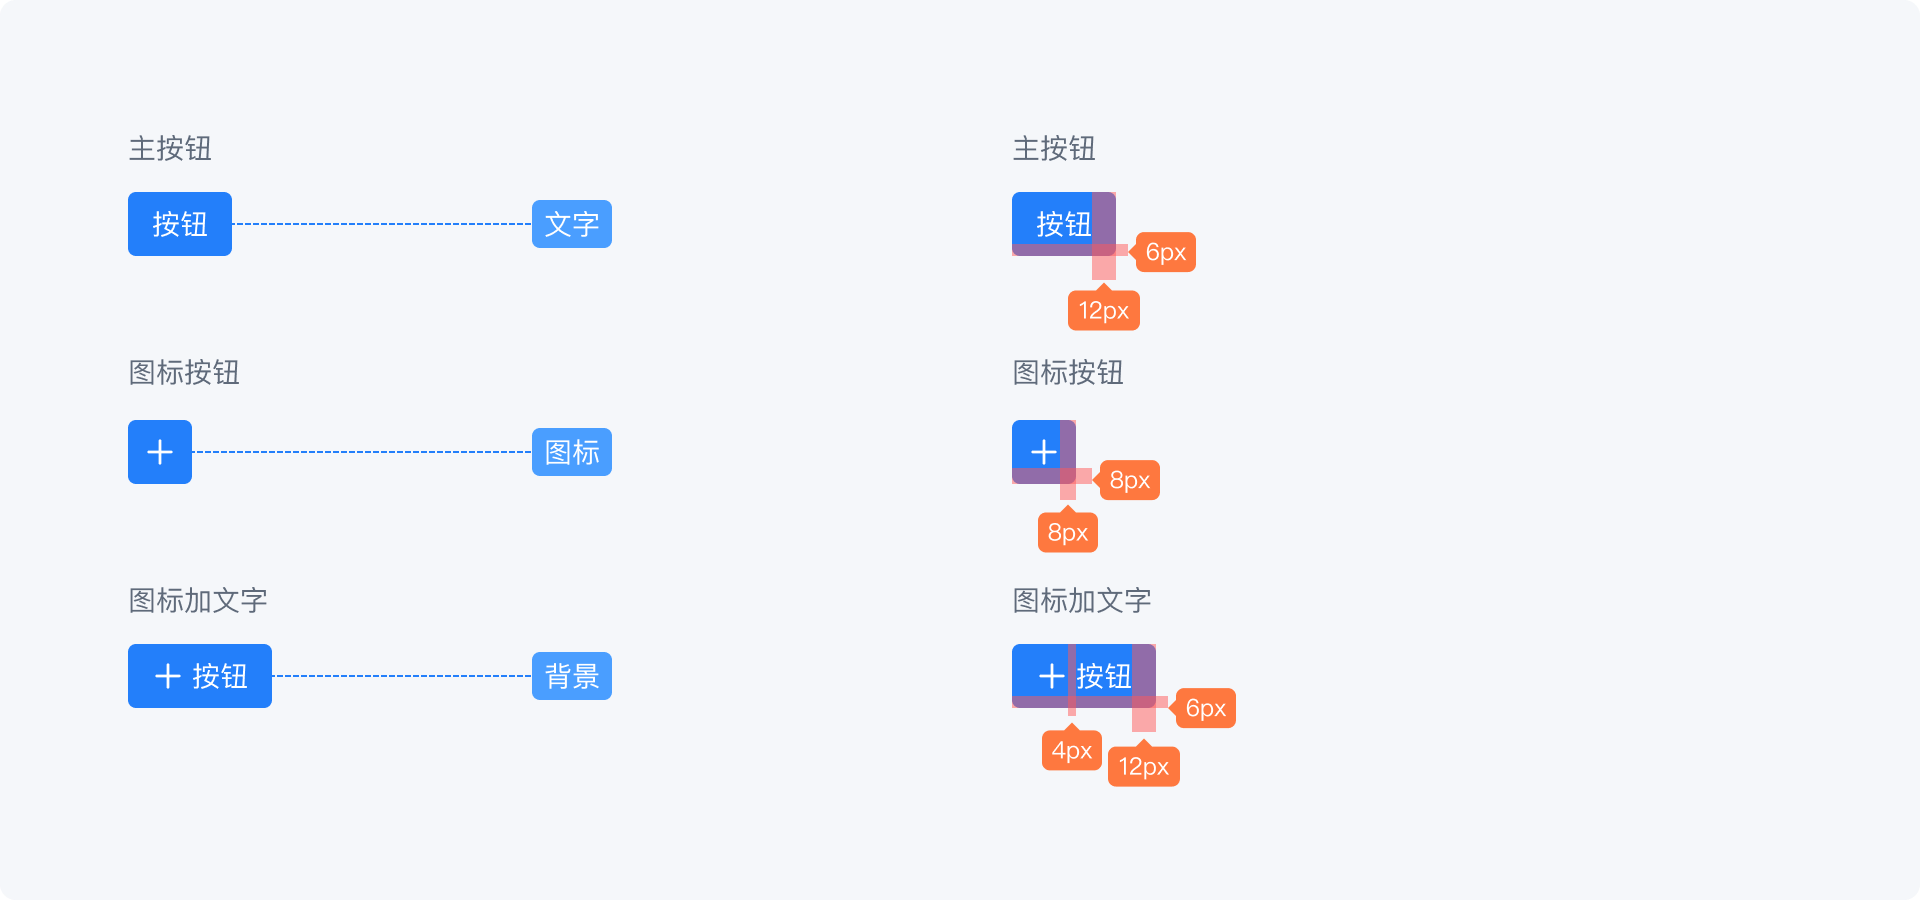 主按钮
按钮
文字
图标按钮
图标
图标加文字
按钮
背景
主按钮
按钮
6px
12px
图标按钮
8px
8px
图标加文字
按钮
6px
4px
12px